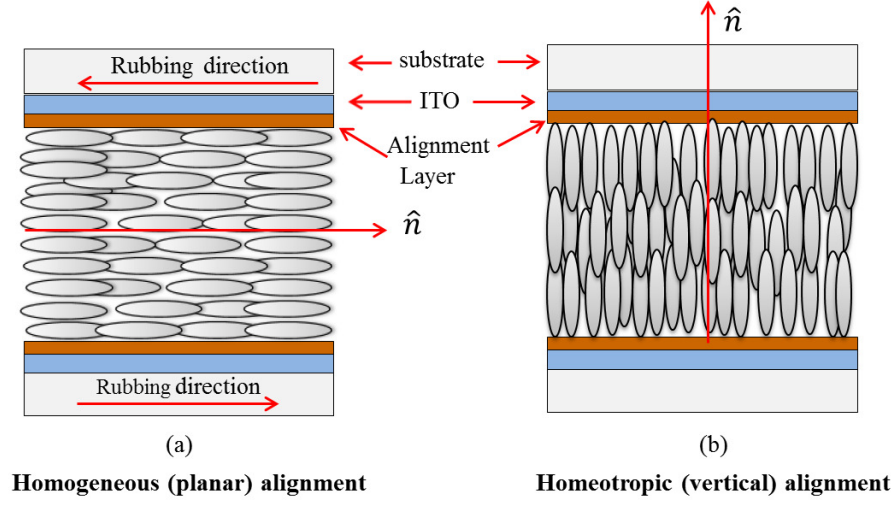 n̂
Rubbing direction
substrate
ITO
Alignment
Layer
n̂
Rubbing direction
(a)
(b)
Homogeneous (planar) alignment
Homeotropic (vertical) alignment